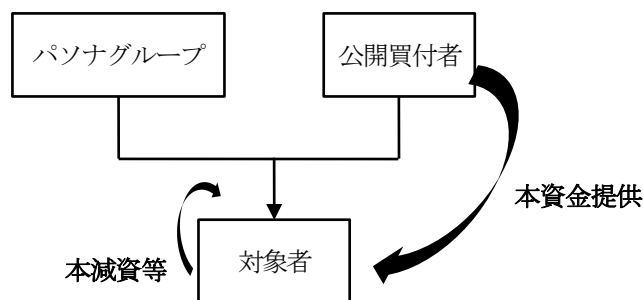 パソナグループ
公開買付者
本資金提供
対象者
本減資等